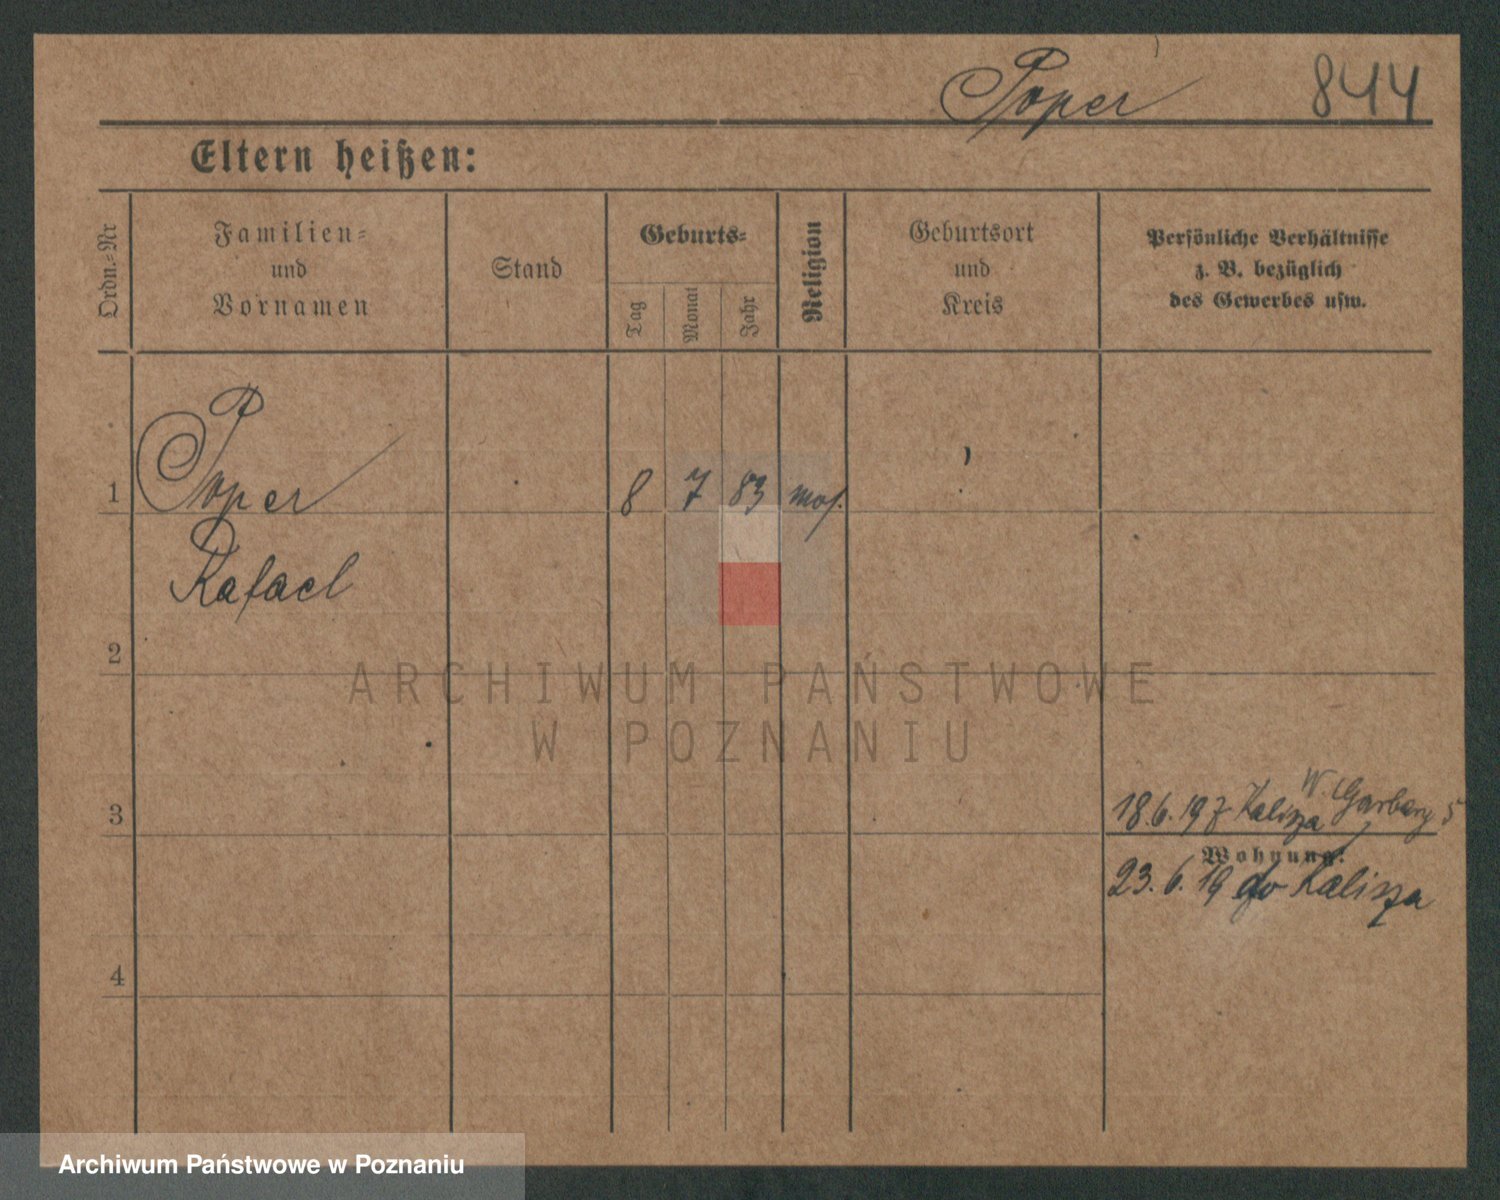 Poper 844
Eltern heißen:
Ordn.=Nr
Familien=
und
Vornamen
Stand
Geburts=
Tag
Monat
Jahr
Religion
Geburtsort
und
Kreis
Persönliche Verhältnisse
z. B. bezüglich
des Gewerbes usw.
1 Poper 8 7 83 mos.
Rafael
2
ARCHIWUM PAŃSTWOWE
W POZNANIU
3
18.6.19 z Kalisza W. Garbary 5
Wohnung:
23.6.19 do Kalisza
4
Archiwum Państwowe w Poznaniu